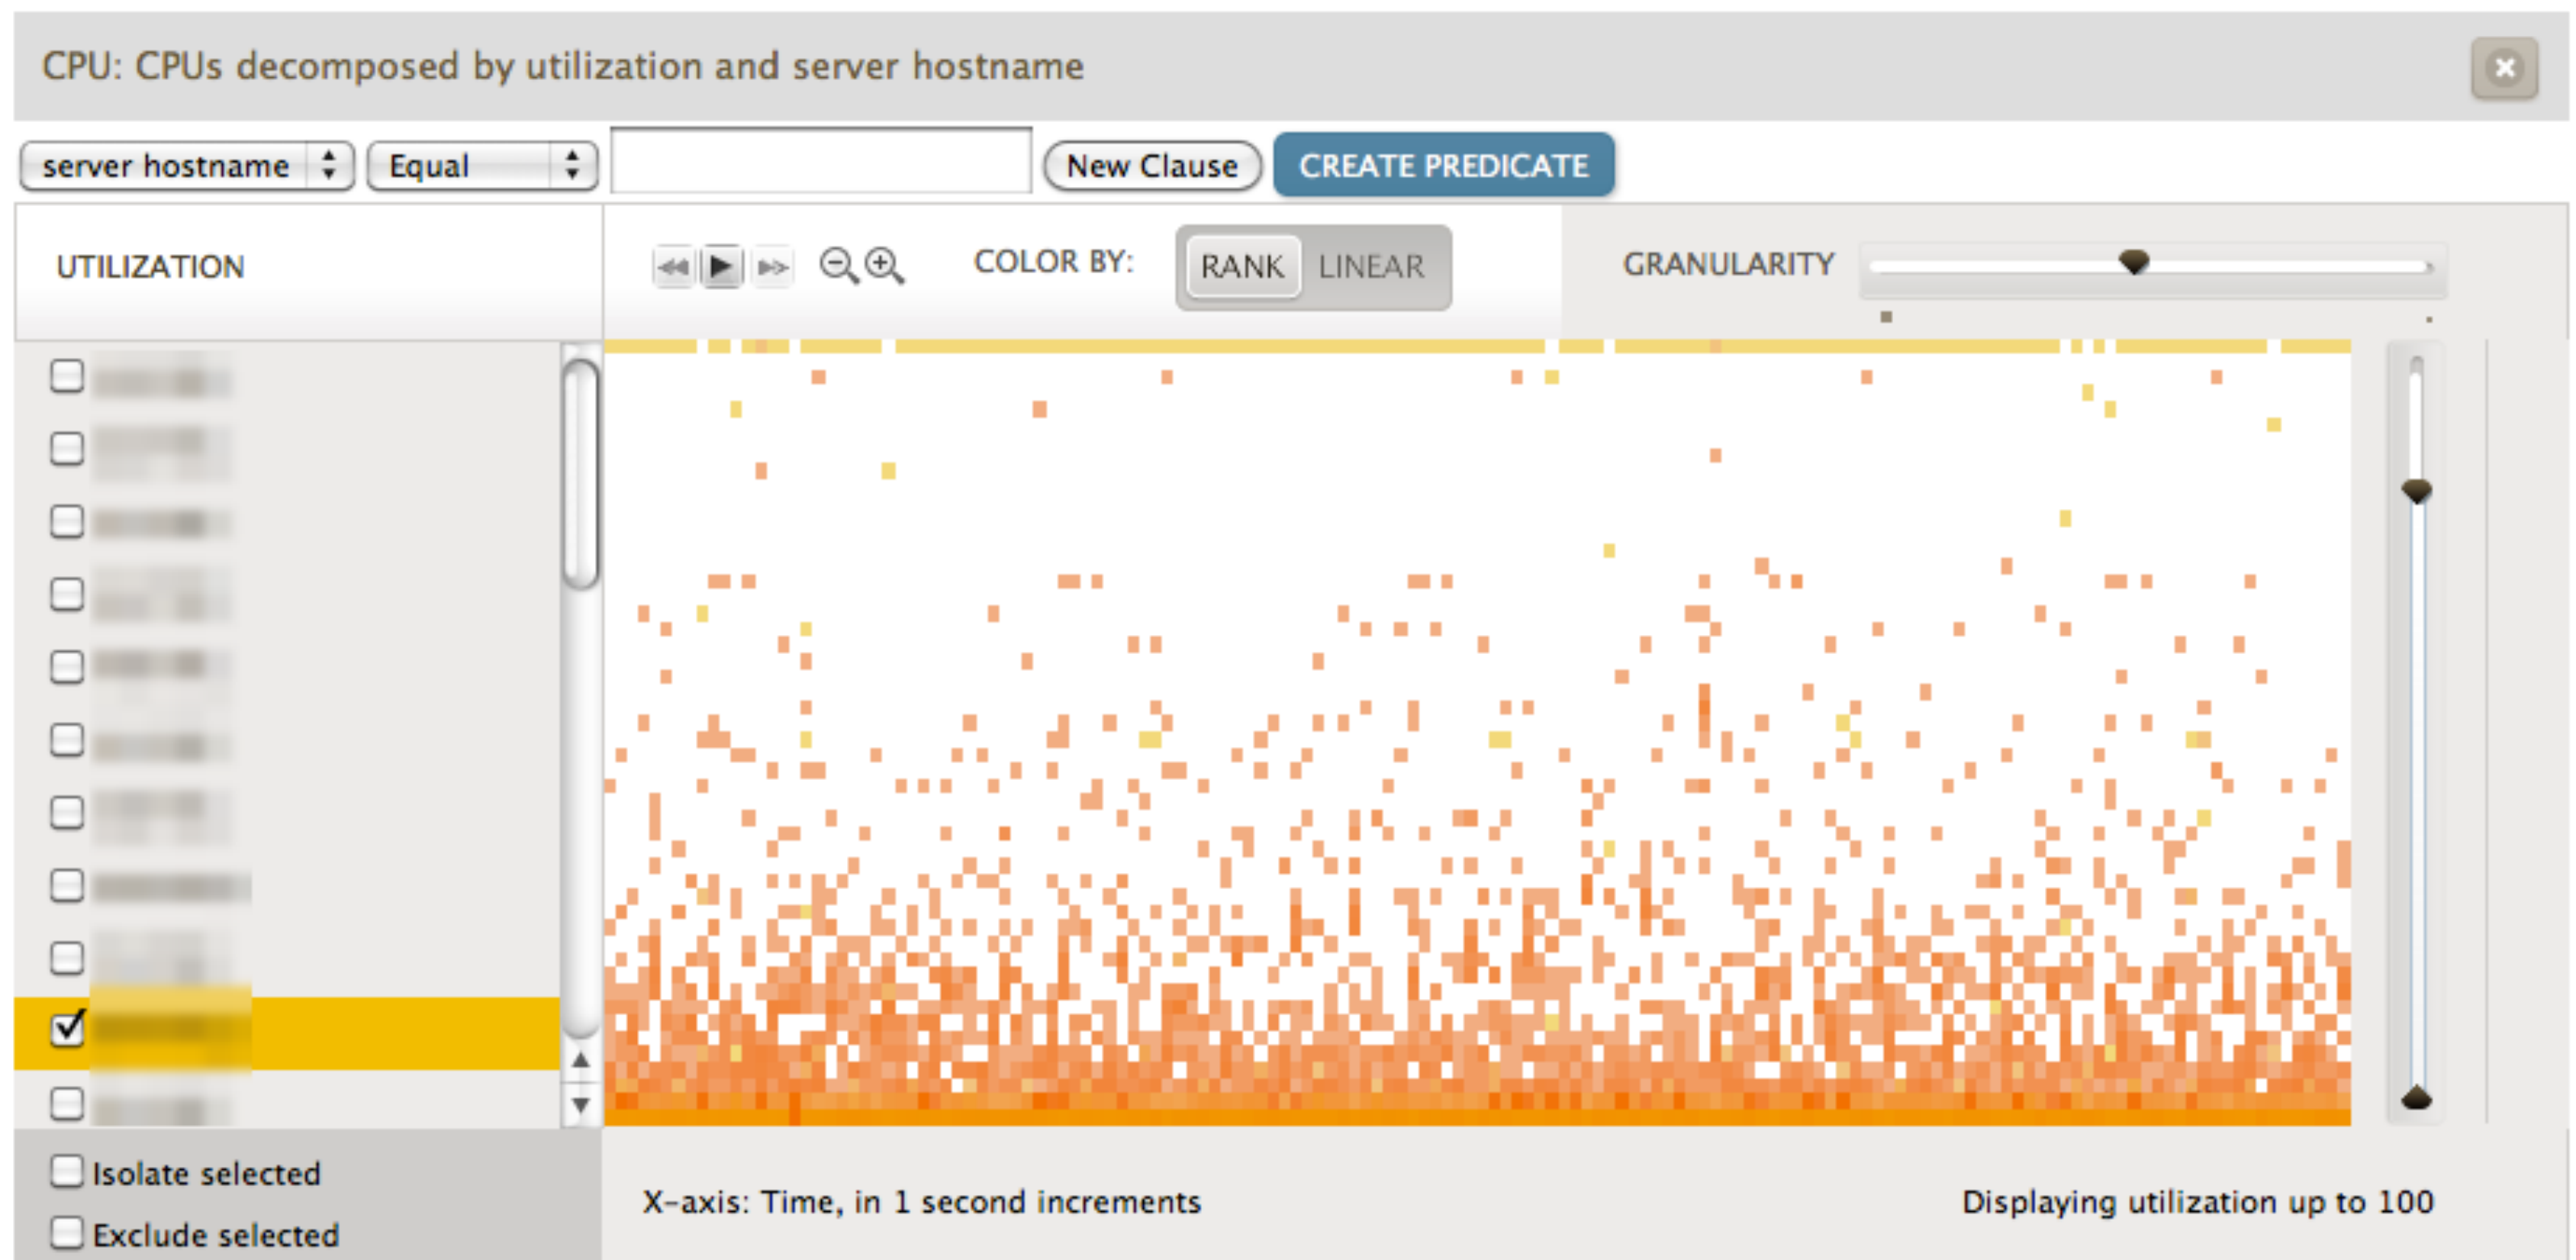 CPU: CPUs decomposed by utilization and server hostname
server hostname Equal New Clause CREATE PREDICATE
UTILIZATION COLOR BY: RANK LINEAR GRANULARITY
Isolate selected
X-axis: Time, in 1 second increments Displaying utilization up to 100
Exclude selected